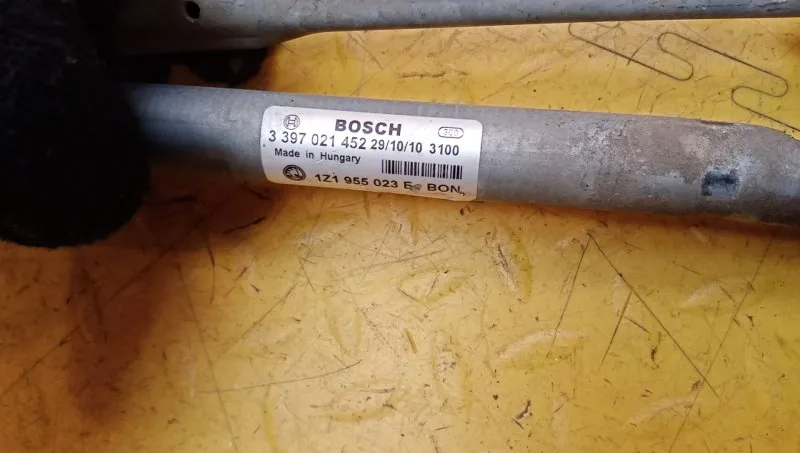 BOSCH
3 397 021 452 29/10/10 3100
Made in Hungary
1Z1 955 023 BON